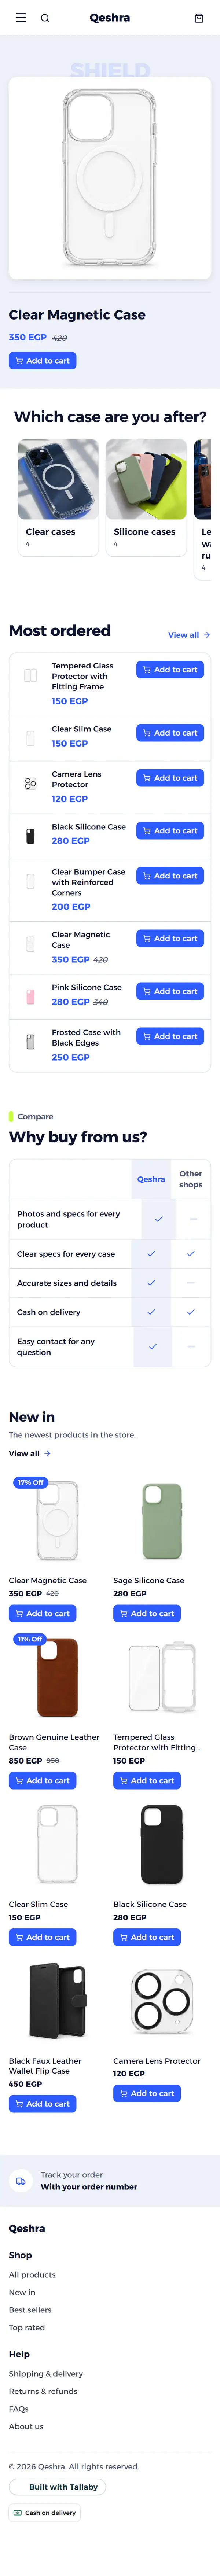 Qeshra
SHIELD
Clear Magnetic Case
350 EGP 420
Add to cart
Which case are you after?
Clear cases
4
Silicone cases
4
Le
wa
ru
4
Most ordered
View all
Tempered Glass
Protector with
Fitting Frame
150 EGP
Add to cart
Clear Slim Case
150 EGP
Add to cart
Camera Lens
Protector
120 EGP
Add to cart
Black Silicone Case
280 EGP
Add to cart
Clear Bumper Case
with Reinforced
Corners
200 EGP
Add to cart
Clear Magnetic
Case
350 EGP 420
Add to cart
Pink Silicone Case
280 EGP 340
Add to cart
Frosted Case with
Black Edges
250 EGP
Add to cart
Compare
Why buy from us?
Qeshra
Other
shops
Photos and specs for every
product
Clear specs for every case
Accurate sizes and details
Cash on delivery
Easy contact for any
question
New in
The newest products in the store.
View all
17% Off
Clear Magnetic Case
350 EGP 420
Add to cart
Sage Silicone Case
280 EGP
Add to cart
11% Off
Brown Genuine Leather
Case
850 EGP 950
Add to cart
Tempered Glass
Protector with Fitting…
150 EGP
Add to cart
Clear Slim Case
150 EGP
Add to cart
Black Silicone Case
280 EGP
Add to cart
Black Faux Leather
Wallet Flip Case
450 EGP
Add to cart
Camera Lens Protector
120 EGP
Add to cart
Track your order
With your order number
Qeshra
Shop
All products
New in
Best sellers
Top rated
Help
Shipping & delivery
Returns & refunds
FAQs
About us
© 2026 Qeshra. All rights reserved.
Built with Tallaby
Cash on delivery